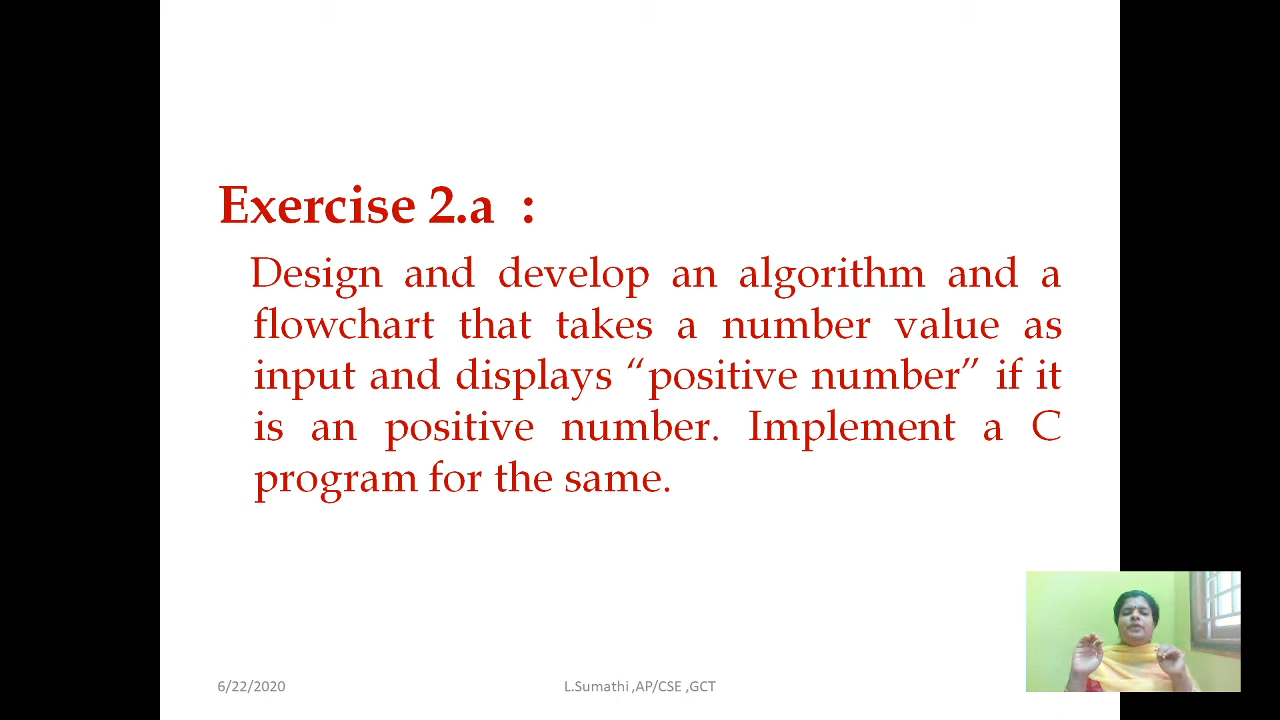 Exercise 2.a :
Design and develop an algorithm and a
flowchart that takes a number value as
input and displays “positive number” if it
is an positive number. Implement a C
program for the same.
6/22/2020
L.Sumathi ,AP/CSE ,GCT